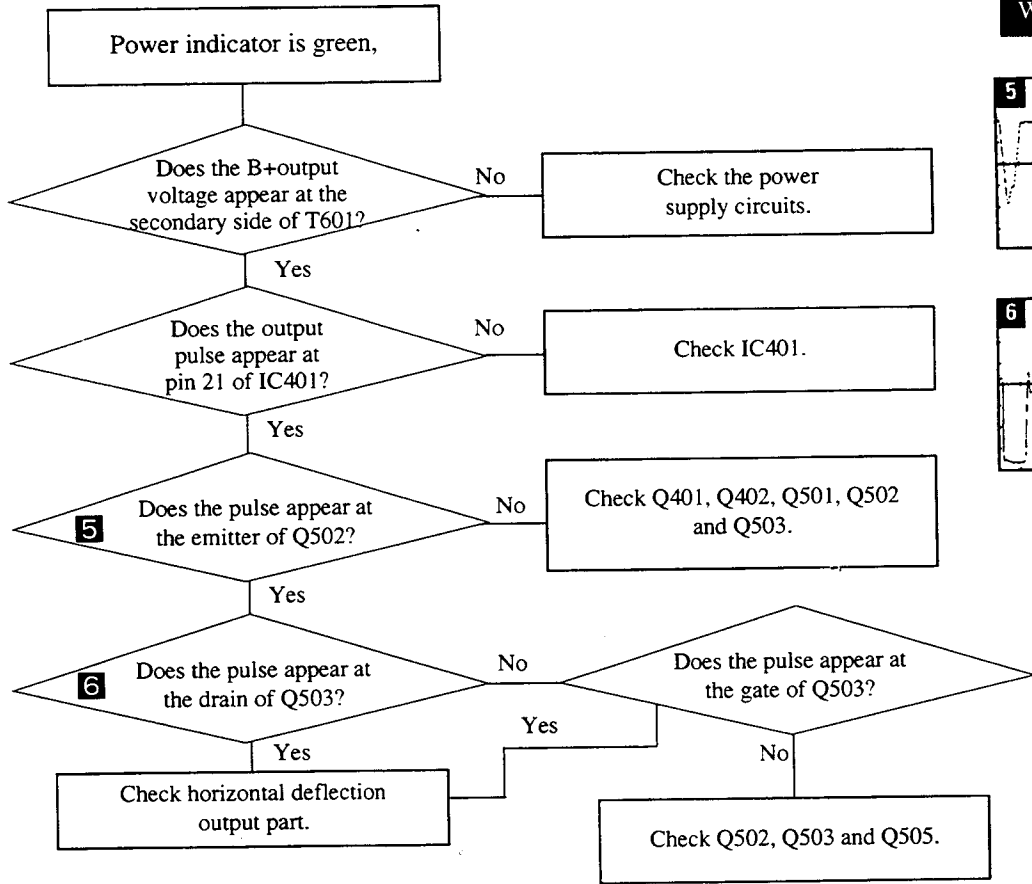 Power indicator is green,
W
5
Does the B+output
voltage appear at the
secondary side of T601?
No
Check the power
supply circuits.
Yes
6
Does the output
pulse appear at
pin 21 of IC401?
No
Check IC401.
Yes
5
Does the pulse appear at
the emitter of Q502?
No
Check Q401, Q402, Q501, Q502
and Q503.
Yes
6
Does the pulse appear at
the drain of Q503?
No
Does the pulse appear at
the gate of Q503?
Yes
Yes
No
Check horizontal deflection
output part.
Check Q502, Q503 and Q505.